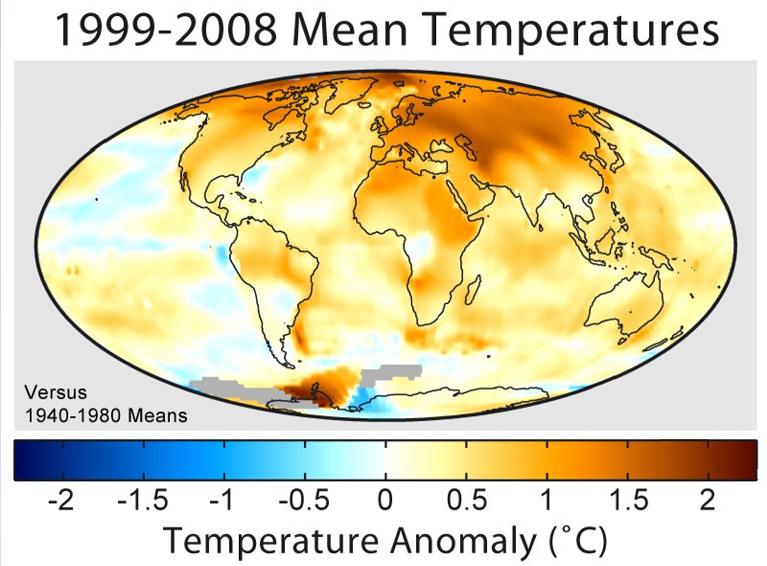 1999-2008 Mean Temperatures
Versus
1940-1980 Means
-2 -1.5 -1 -0.5 0 0.5 1 1.5 2
Temperature Anomaly (˚C)